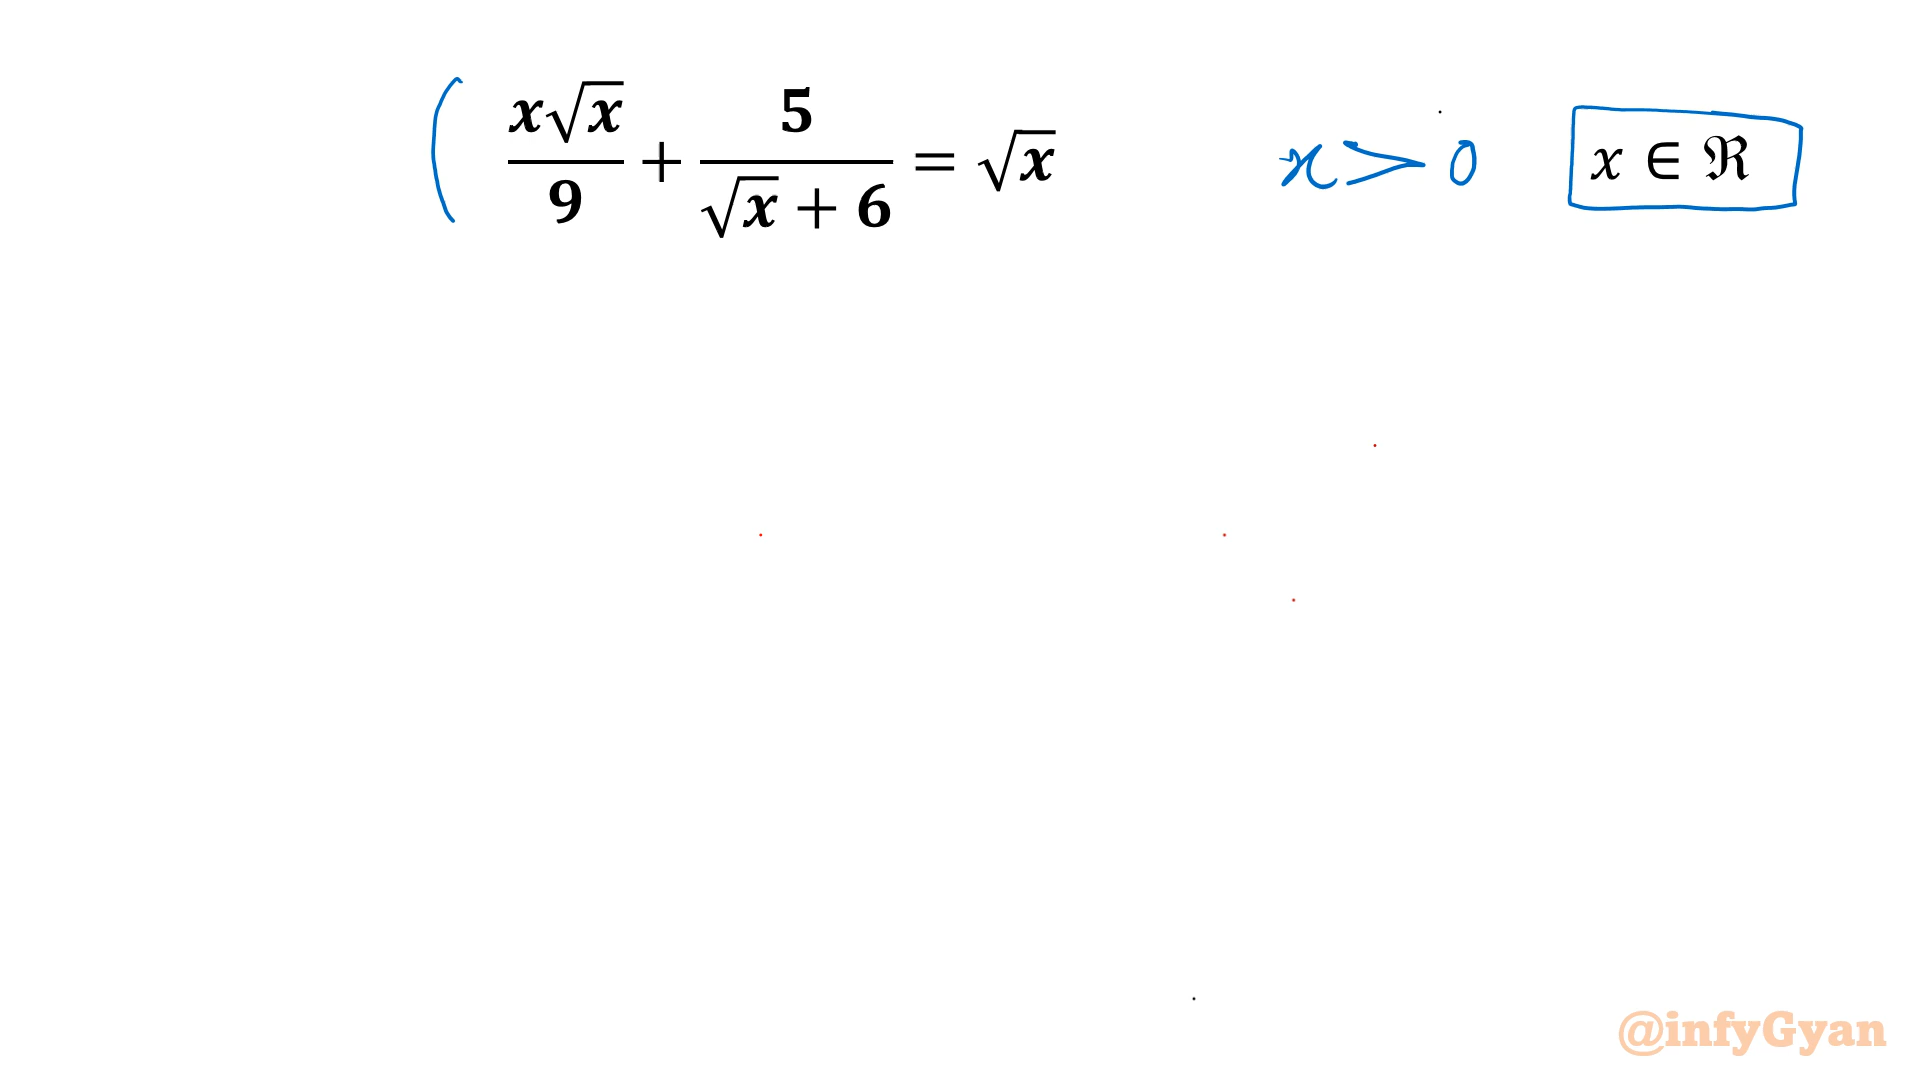 ( x√x/9 + 5/(√x + 6) = √x x > 0 x ∈ ℜ
@infyGyan